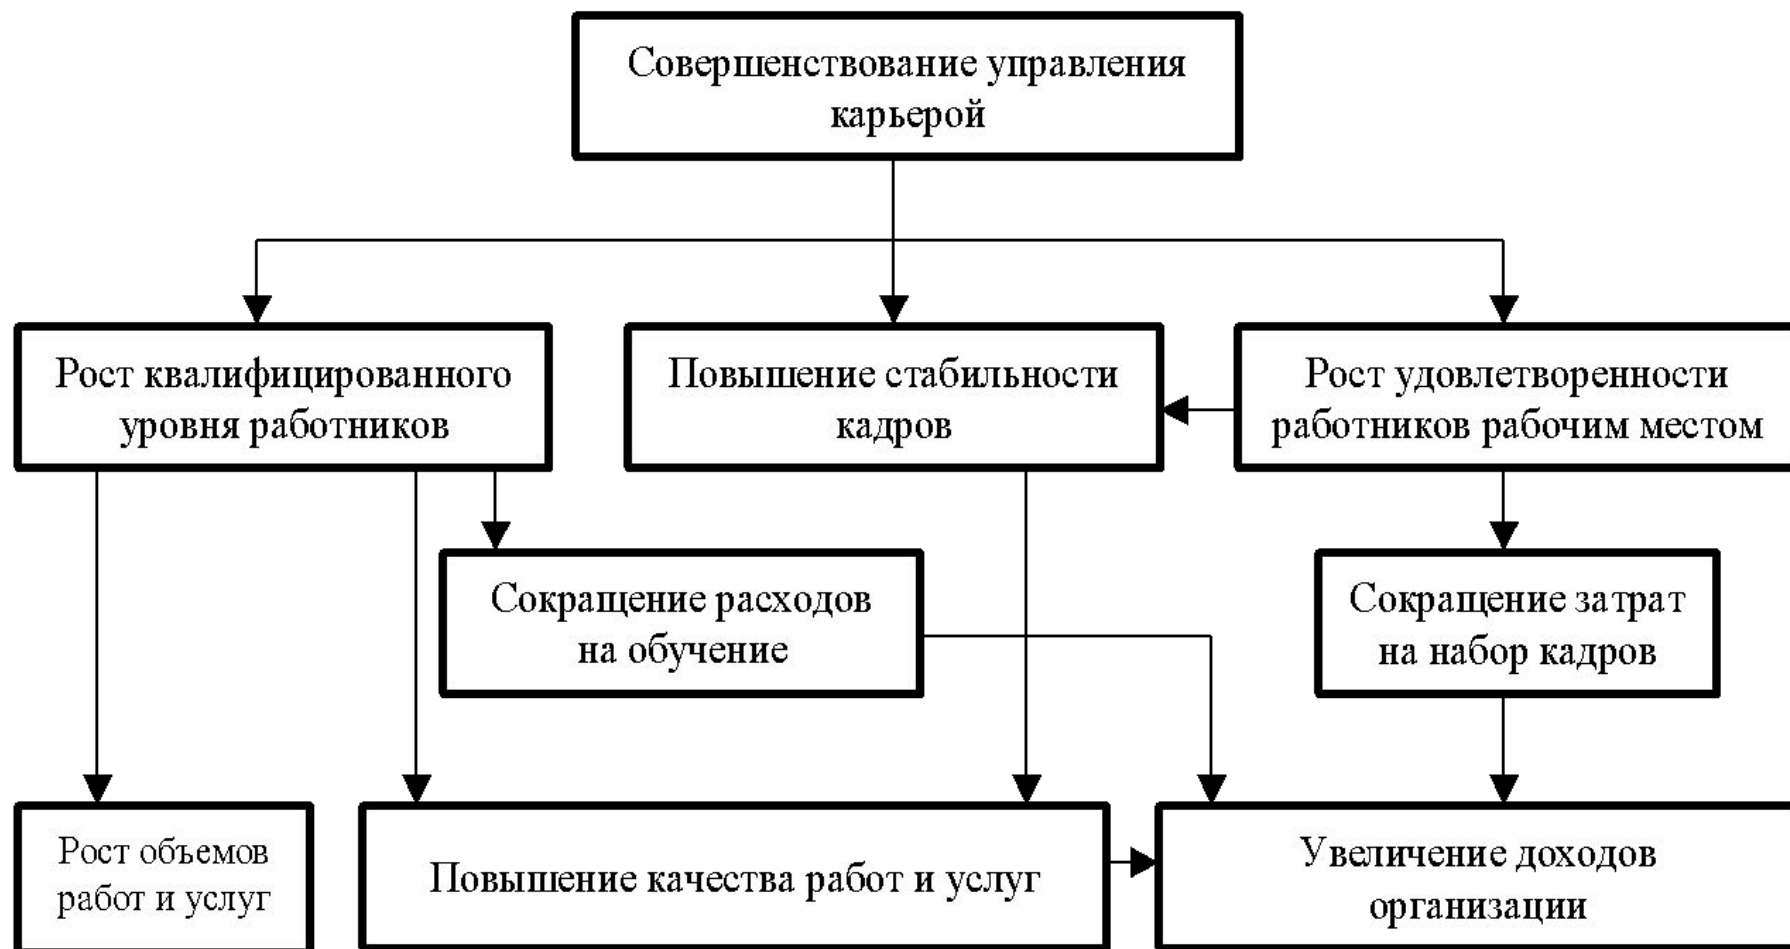 Совершенствование управления
карьерой
Рост квалифицированного
уровня работников
Повышение стабильности
кадров
Рост удовлетворенности
работников рабочим местом
Сокращение расходов
на обучение
Сокращение затрат
на набор кадров
Рост объемов
работ и услуг
Повышение качества работ и услуг
Увеличение доходов
организации